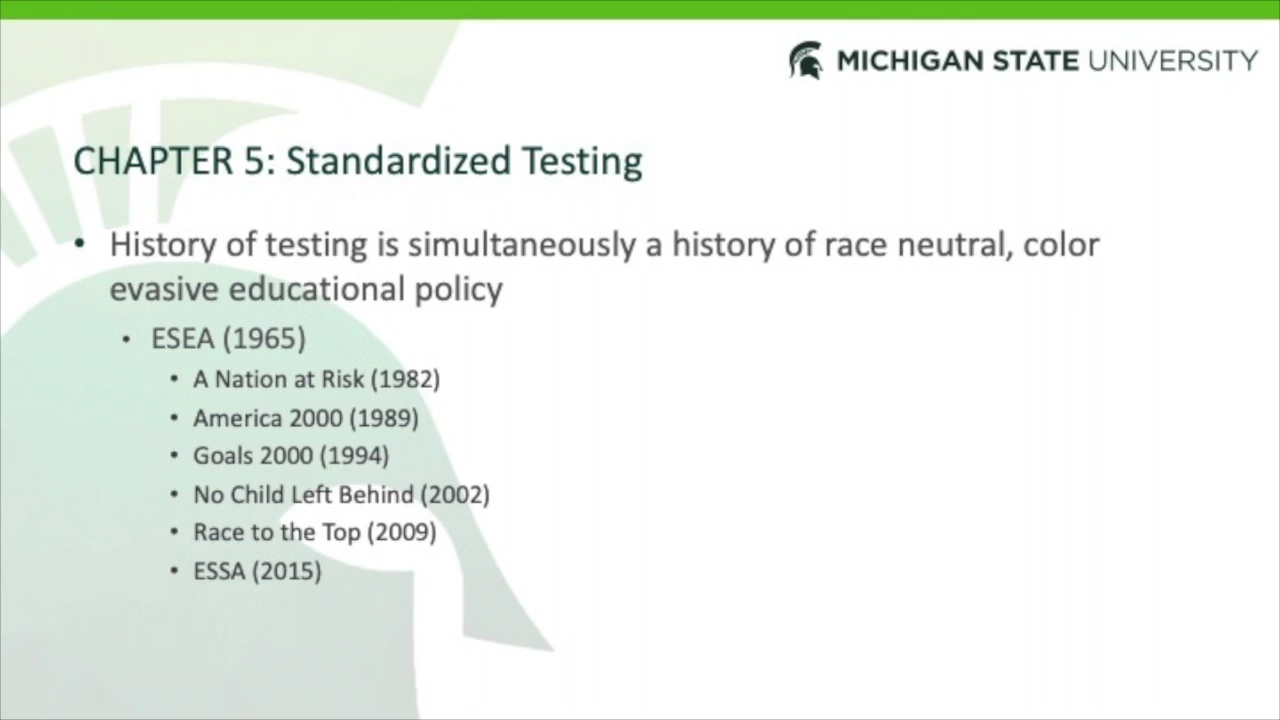 MICHIGAN STATE UNIVERSITY
CHAPTER 5: Standardized Testing
• History of testing is simultaneously a history of race neutral, color
evasive educational policy
• ESEA (1965)
• A Nation at Risk (1982)
• America 2000 (1989)
• Goals 2000 (1994)
• No Child Left Behind (2002)
• Race to the Top (2009)
• ESSA (2015)